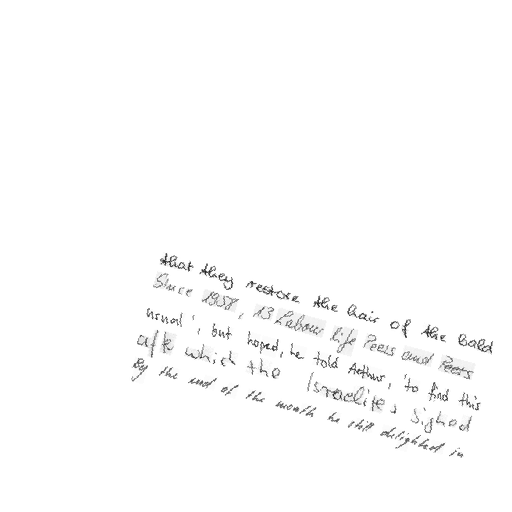 that they restore the hair of the bald
Since 1958, 13 Labour life Peers and Peers
usual', but hoped, he told Arthur, 'to find this
after which the Israelites sighed
By the end of the month he still delighted in